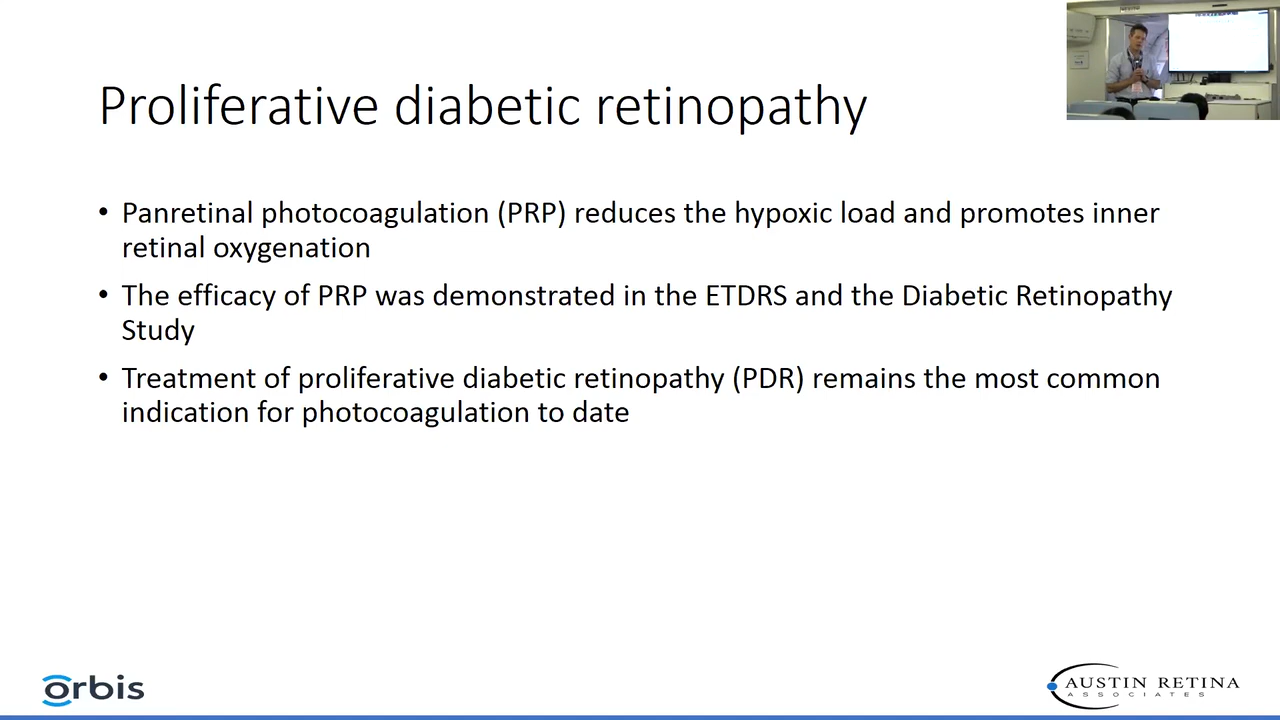 Proliferative diabetic retinopathy
• Panretinal photocoagulation (PRP) reduces the hypoxic load and promotes inner
retinal oxygenation
• The efficacy of PRP was demonstrated in the ETDRS and the Diabetic Retinopathy
Study
• Treatment of proliferative diabetic retinopathy (PDR) remains the most common
indication for photocoagulation to date
orbis
AUSTIN RETINA
ASSOCIATES